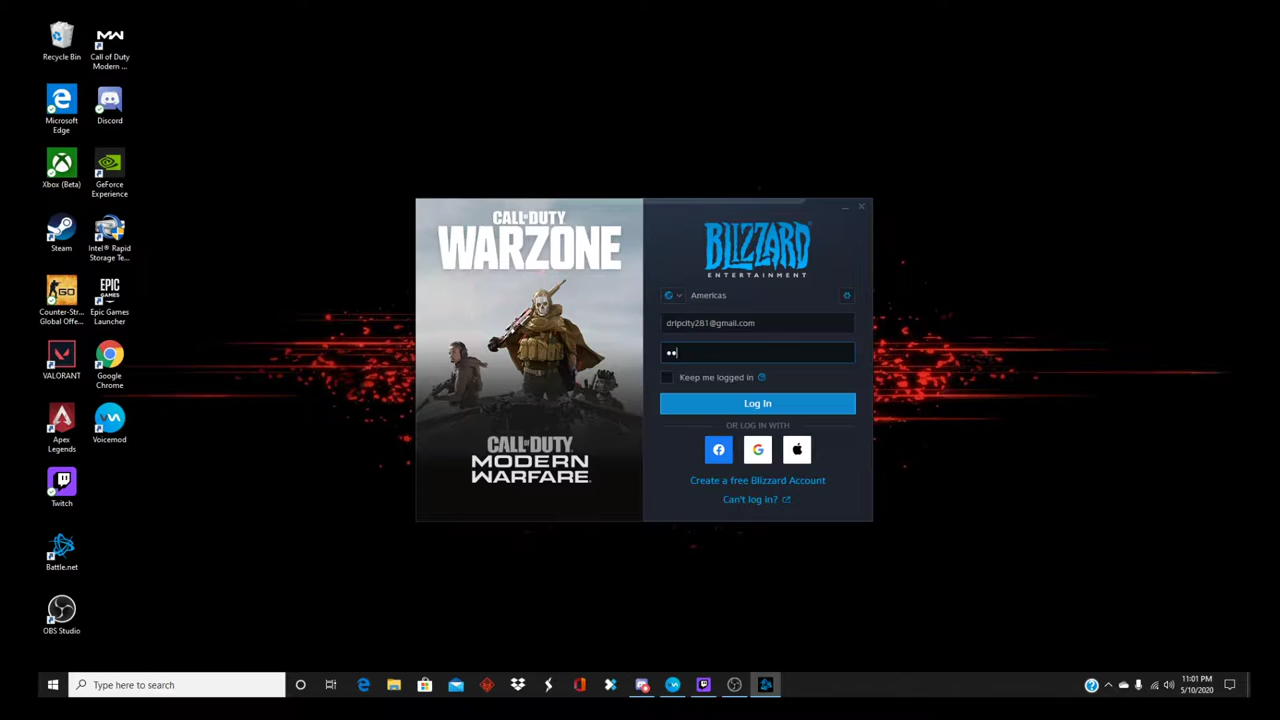 Recycle Bin
Call of Duty
Modern ...
Microsoft
Edge
Discord
Xbox (Beta)
GeForce
Experience
Steam
Intel® Rapid
Storage Te...
Counter-Str...
Global Offe...
EPIC
GAMES
Epic Games
Launcher
VALORANT
Google
Chrome
Apex
Legends
Voicemod
Twitch
Battle.net
OBS Studio
CALL OF DUTY
WARZONE
CALL OF DUTY
MODERN
WARFARE
BLIZZARD
ENTERTAINMENT
Americas
dripcity281@gmail.com
••
Keep me logged in
Log In
OR LOG IN WITH
Create a free Blizzard Account
Can't log in?
Type here to search
11:01 PM
5/10/2020